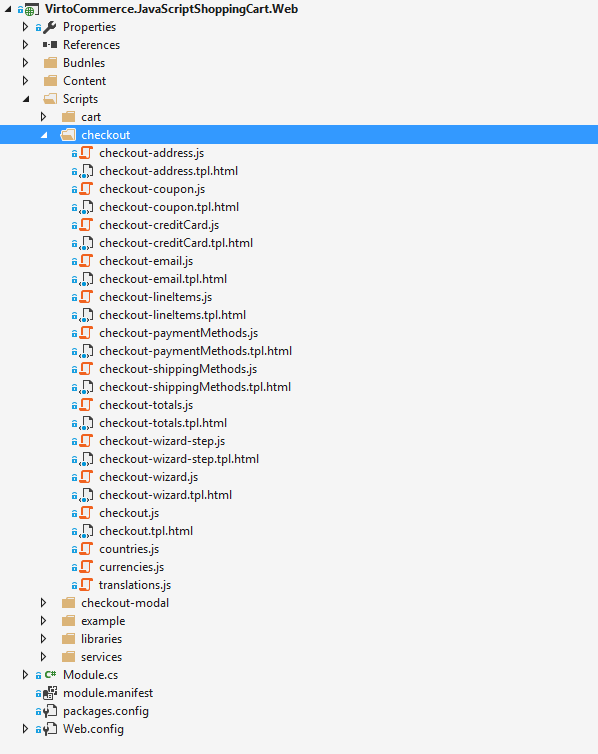 VirtoCommerce.JavaScriptShoppingCart.Web
Properties
References
Budnles
Content
Scripts
cart
checkout
checkout-address.js
checkout-address.tpl.html
checkout-coupon.js
checkout-coupon.tpl.html
checkout-creditCard.js
checkout-creditCard.tpl.html
checkout-email.js
checkout-email.tpl.html
checkout-lineItems.js
checkout-lineItems.tpl.html
checkout-paymentMethods.js
checkout-paymentMethods.tpl.html
checkout-shippingMethods.js
checkout-shippingMethods.tpl.html
checkout-totals.js
checkout-totals.tpl.html
checkout-wizard-step.js
checkout-wizard-step.tpl.html
checkout-wizard.js
checkout-wizard.tpl.html
checkout.js
checkout.tpl.html
countries.js
currencies.js
translations.js
checkout-modal
example
libraries
services
C# Module.cs
module.manifest
packages.config
Web.config